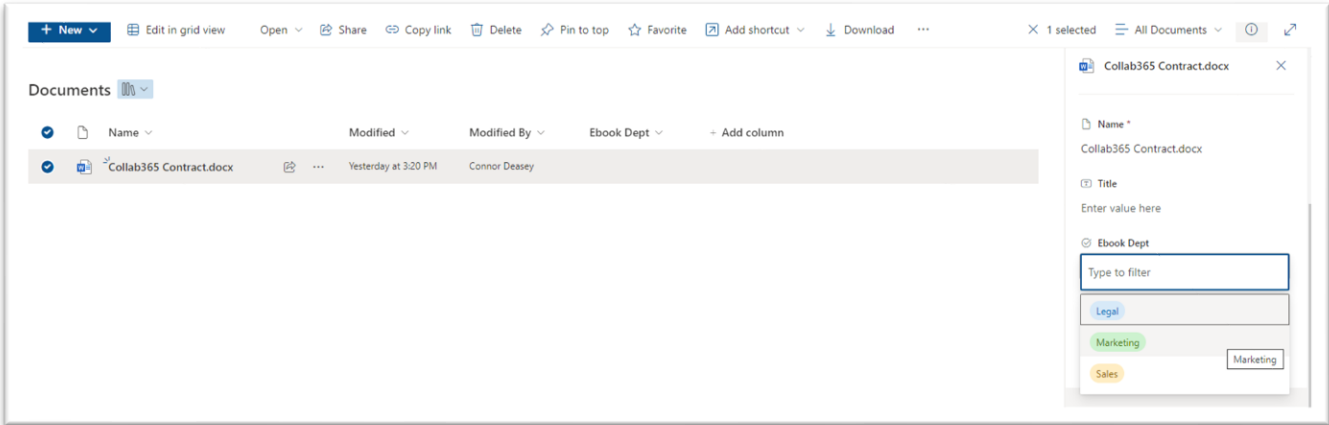 + New Edit in grid view Open Share Copy link Delete Pin to top Favorite Add shortcut Download ... 1 selected All Documents
Documents
Name Modified Modified By Ebook Dept + Add column
Collab365 Contract.docx ... Yesterday at 3:20 PM Connor Deasey
Collab365 Contract.docx
Name *
Collab365 Contract.docx
Title
Enter value here
Ebook Dept
Type to filter
Legal
Marketing
Marketing
Sales